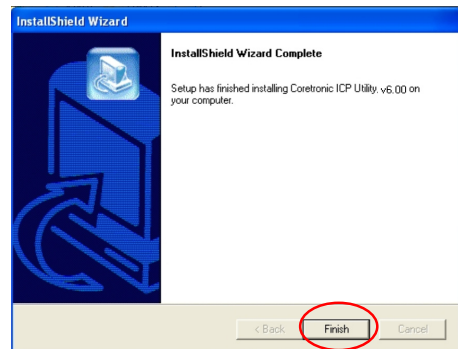 InstallShield Wizard
InstallShield Wizard Complete
Setup has finished installing Coretronic ICP Utility. v6.00 on
your computer.
< Back
Finish
Cancel